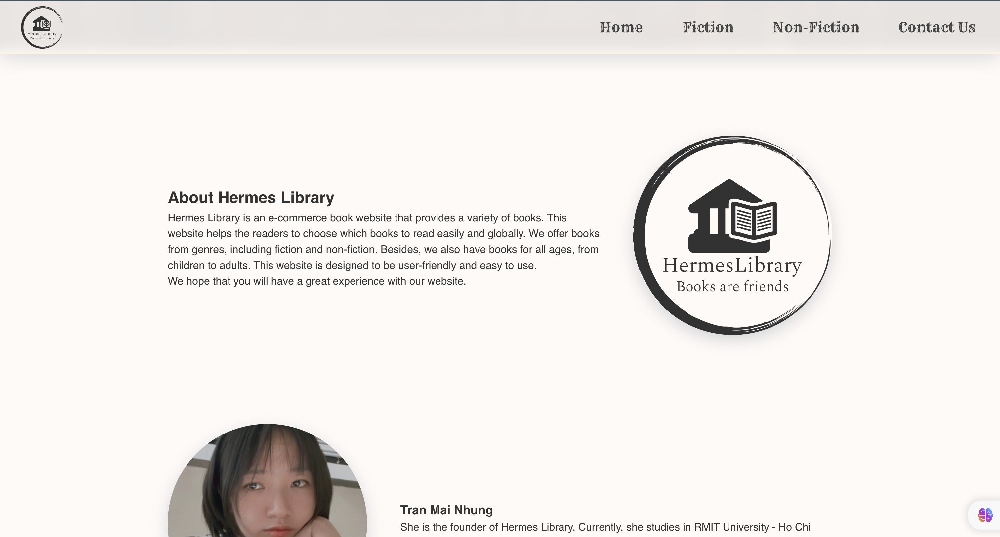 HermesLibrary
Books are friends
Home
Fiction
Non-Fiction
Contact Us
About Hermes Library
Hermes Library is an e-commerce book website that provides a variety of books. This
website helps the readers to choose which books to read easily and globally. We offer books
from genres, including fiction and non-fiction. Besides, we also have books for all ages, from
children to adults. This website is designed to be user-friendly and easy to use.
We hope that you will have a great experience with our website.
HermesLibrary
Books are friends
Tran Mai Nhung
She is the founder of Hermes Library. Currently, she studies in RMIT University - Ho Chi